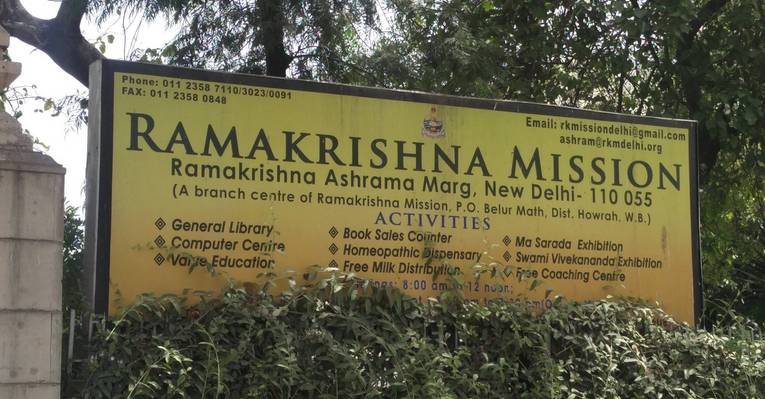 Phone: 011 2358 7110/3023/0091
FAX: 011 2358 0848
Email: rkmissiondelhi@gmail.com
ashram@rkmdelhi.org
RAMAKRISHNA MISSION
Ramakrishna Ashrama Marg, New Delhi- 110 055
(A branch centre of Ramakrishna Mission, P.O. Belur Math, Dist. Howrah, W.B.)
ACTIVITIES
General Library
Computer Centre
Value Education
Book Sales Counter
Homeopathic Dispensary
Free Milk Distribution
Ma Sarada Exhibition
Swami Vivekananda Exhibition
Free Coaching Centre
8:00 am to 12 noon;